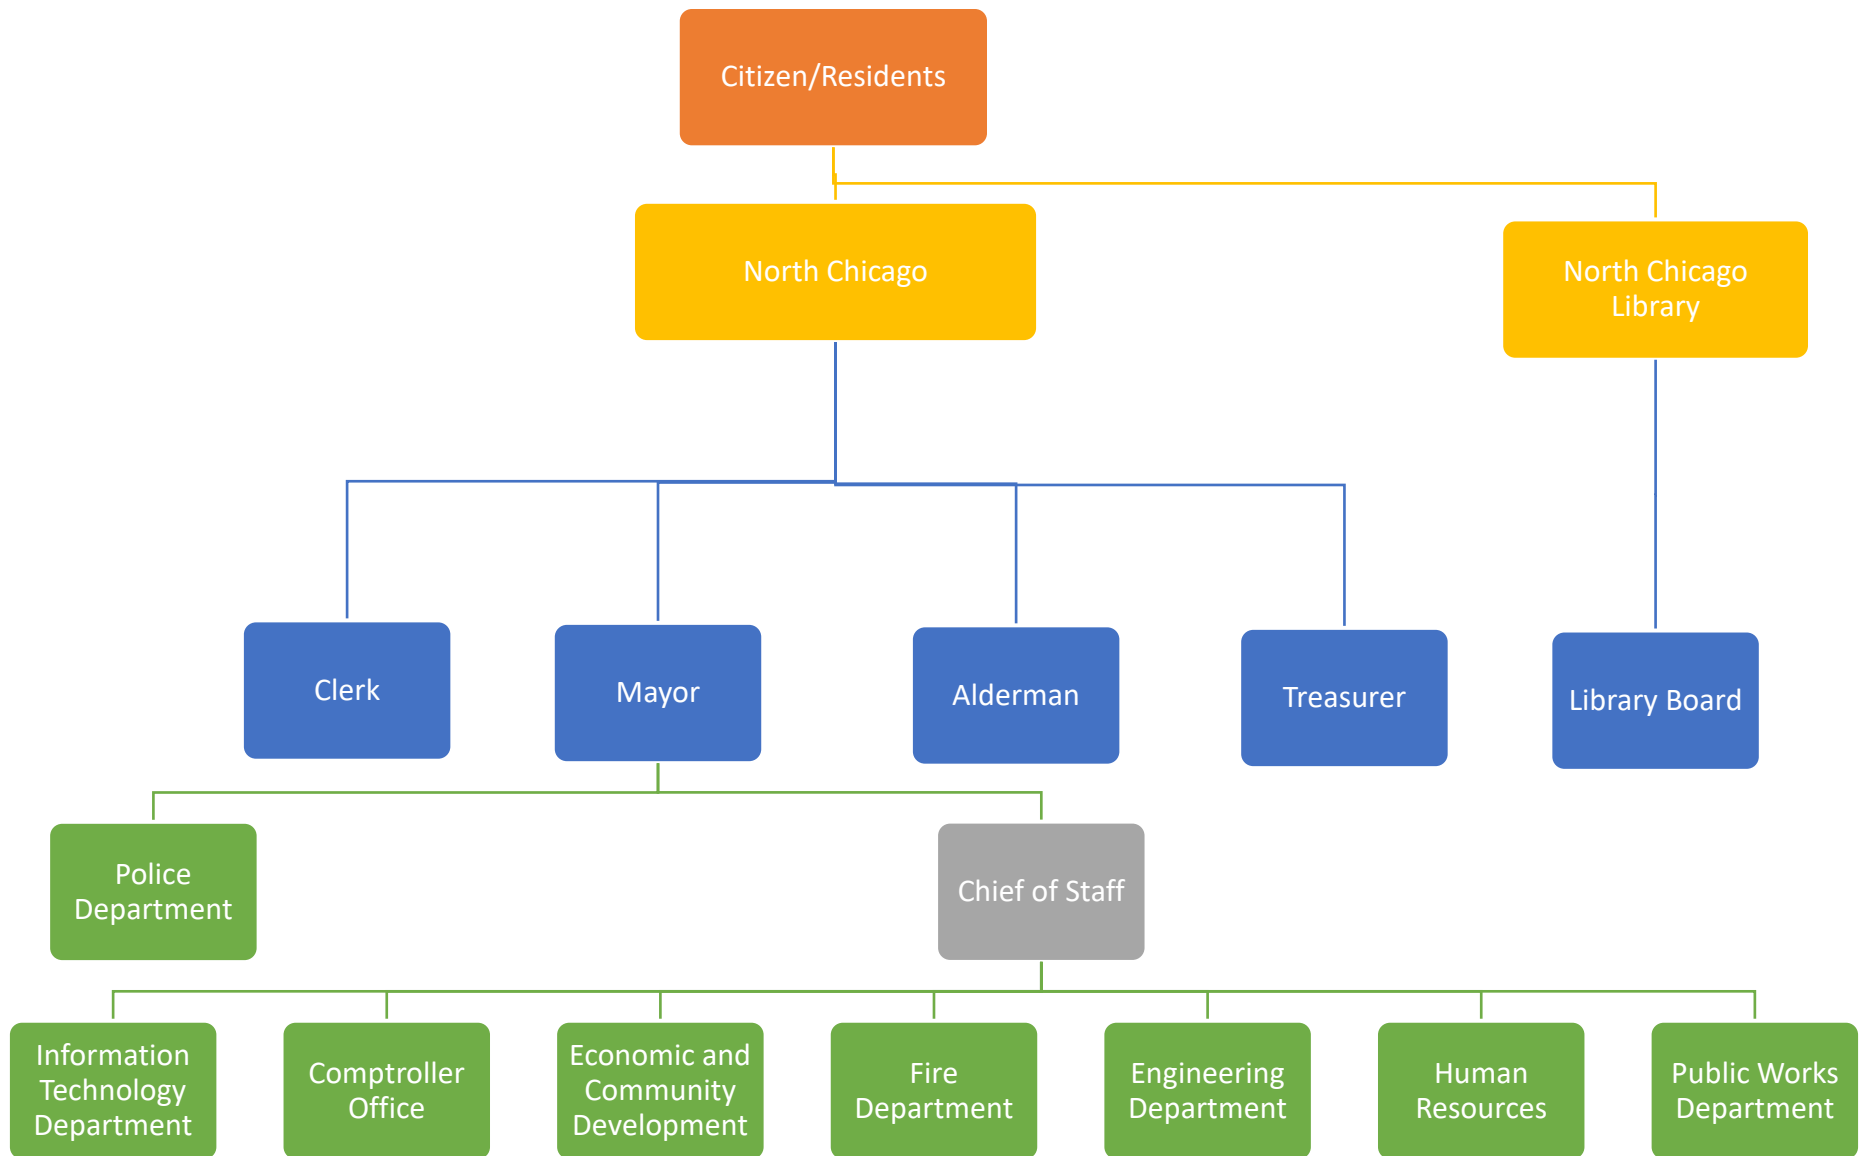 Citizen/Residents
North Chicago
North Chicago
Library
Clerk
Mayor
Alderman
Treasurer
Library Board
Police
Department
Chief of Staff
Information
Technology
Department
Comptroller
Office
Economic and
Community
Development
Fire
Department
Engineering
Department
Human
Resources
Public Works
Department